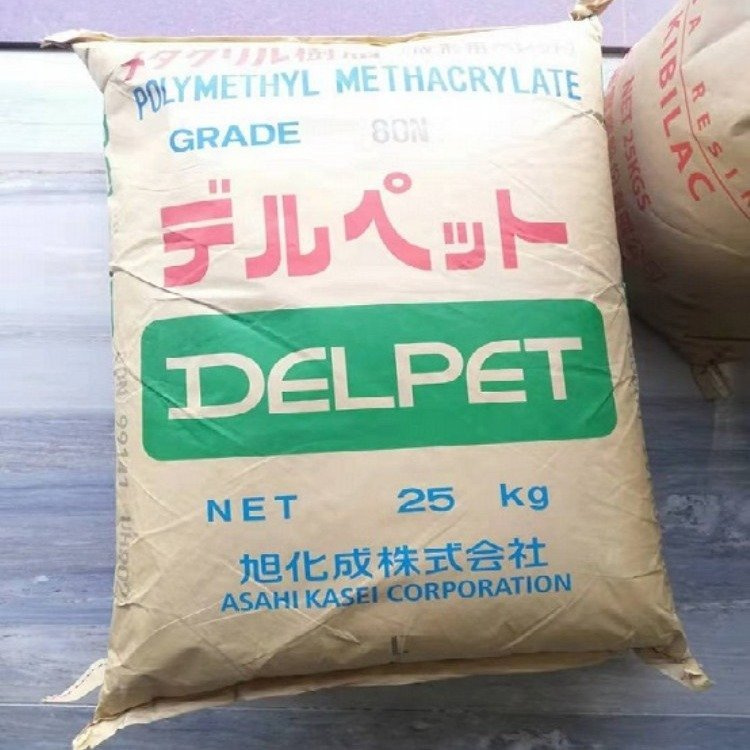 メタクリル樹脂
POLYMETHYL METHACRYLATE
GRADE 80N
デルペット
DELPET
NET 25 kg
旭化成株式会社
ASAHI KASEI CORPORATION
RESIN
KIBILAC
NET 25KGS